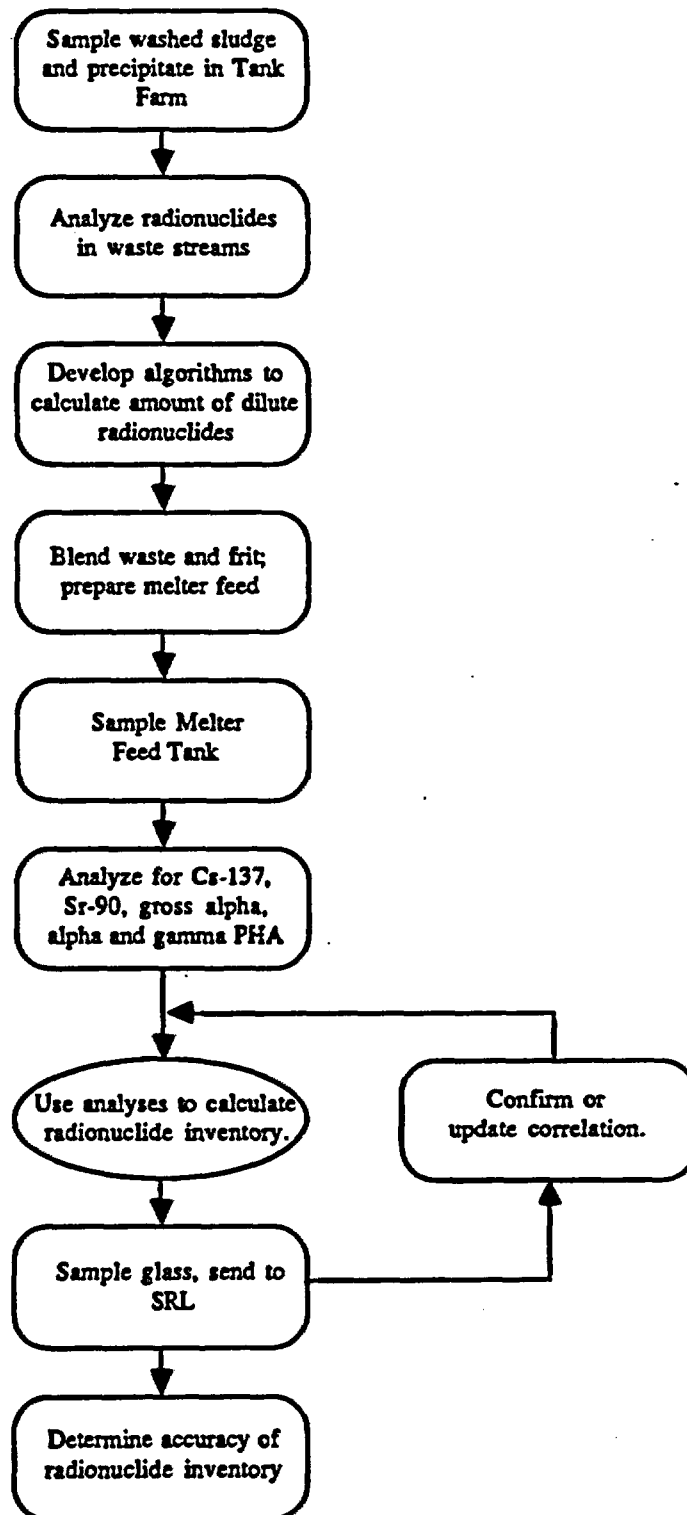 Sample washed sludge
and precipitate in Tank
Farm
Analyze radionuclides
in waste streams
Develop algorithms to
calculate amount of dilute
radionuclides
Blend waste and frit;
prepare melter feed
Sample Melter
Feed Tank
Analyze for Cs-137,
Sr-90, gross alpha,
alpha and gamma PHA
Use analyses to calculate
radionuclide inventory.
Confirm or
update correlation.
Sample glass, send to
SRL
Determine accuracy of
radionuclide inventory